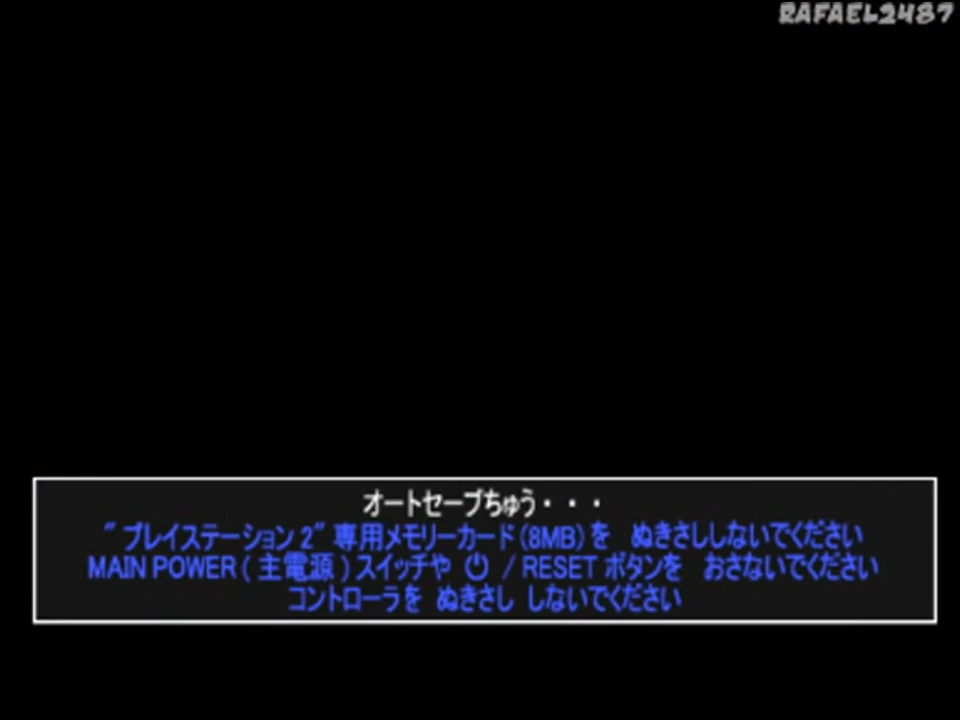 RAFAEL2487
オートセーブちゅう・・・
"プレイステーション 2" 専用メモリーカード(8MB)を　ぬきさししないでください
MAIN POWER ( 主電源 ) スイッチや ⏻ / RESET ボタンを　おさないでください
コントローラを ぬきさし しないでください